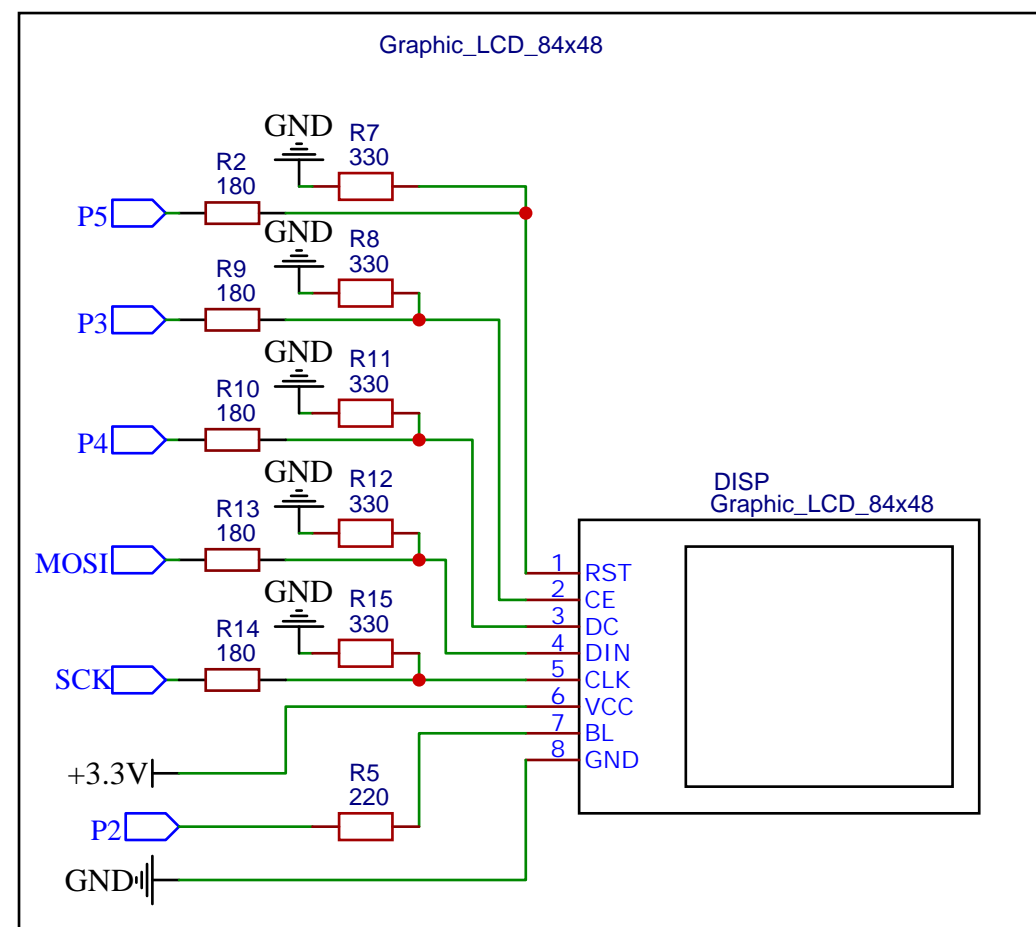 Graphic_LCD_84x48
GND
R7
330
R2
180
P5
GND
R8
330
R9
180
P3
GND
R11
330
R10
180
P4
GND
R12
330
R13
180
MOSI
GND
R15
330
R14
180
SCK
DISP
Graphic_LCD_84x48
1 RST
2 CE
3 DC
4 DIN
5 CLK
6 VCC
7 BL
8 GND
+3.3V
R5
220
P2
GND